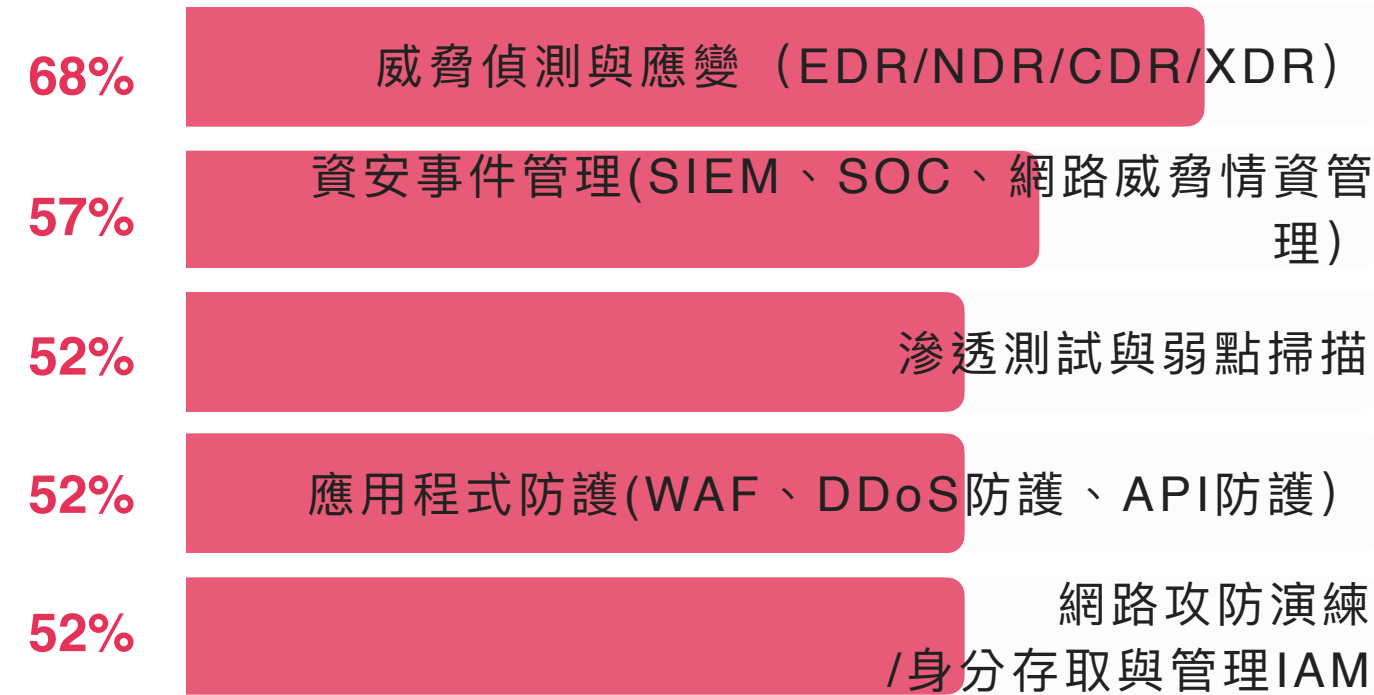 68%
威脅偵測與應變（EDR/NDR/CDR/XDR）
57%
資安事件管理(SIEM、SOC、網路威脅情資管
理）
52%
滲透測試與弱點掃描
52%
應用程式防護(WAF、DDoS防護、API防護）
52%
網路攻防演練
/身分存取與管理IAM